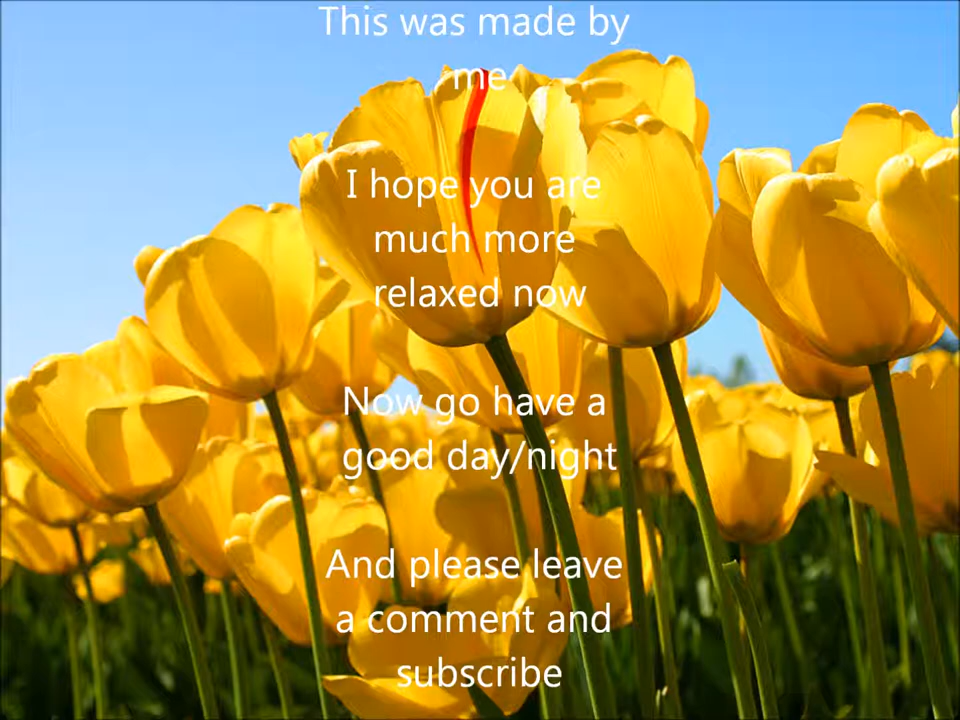 This was made by
me
I hope you are
much more
relaxed now
Now go have a
good day/night
And please leave
a comment and
subscribe